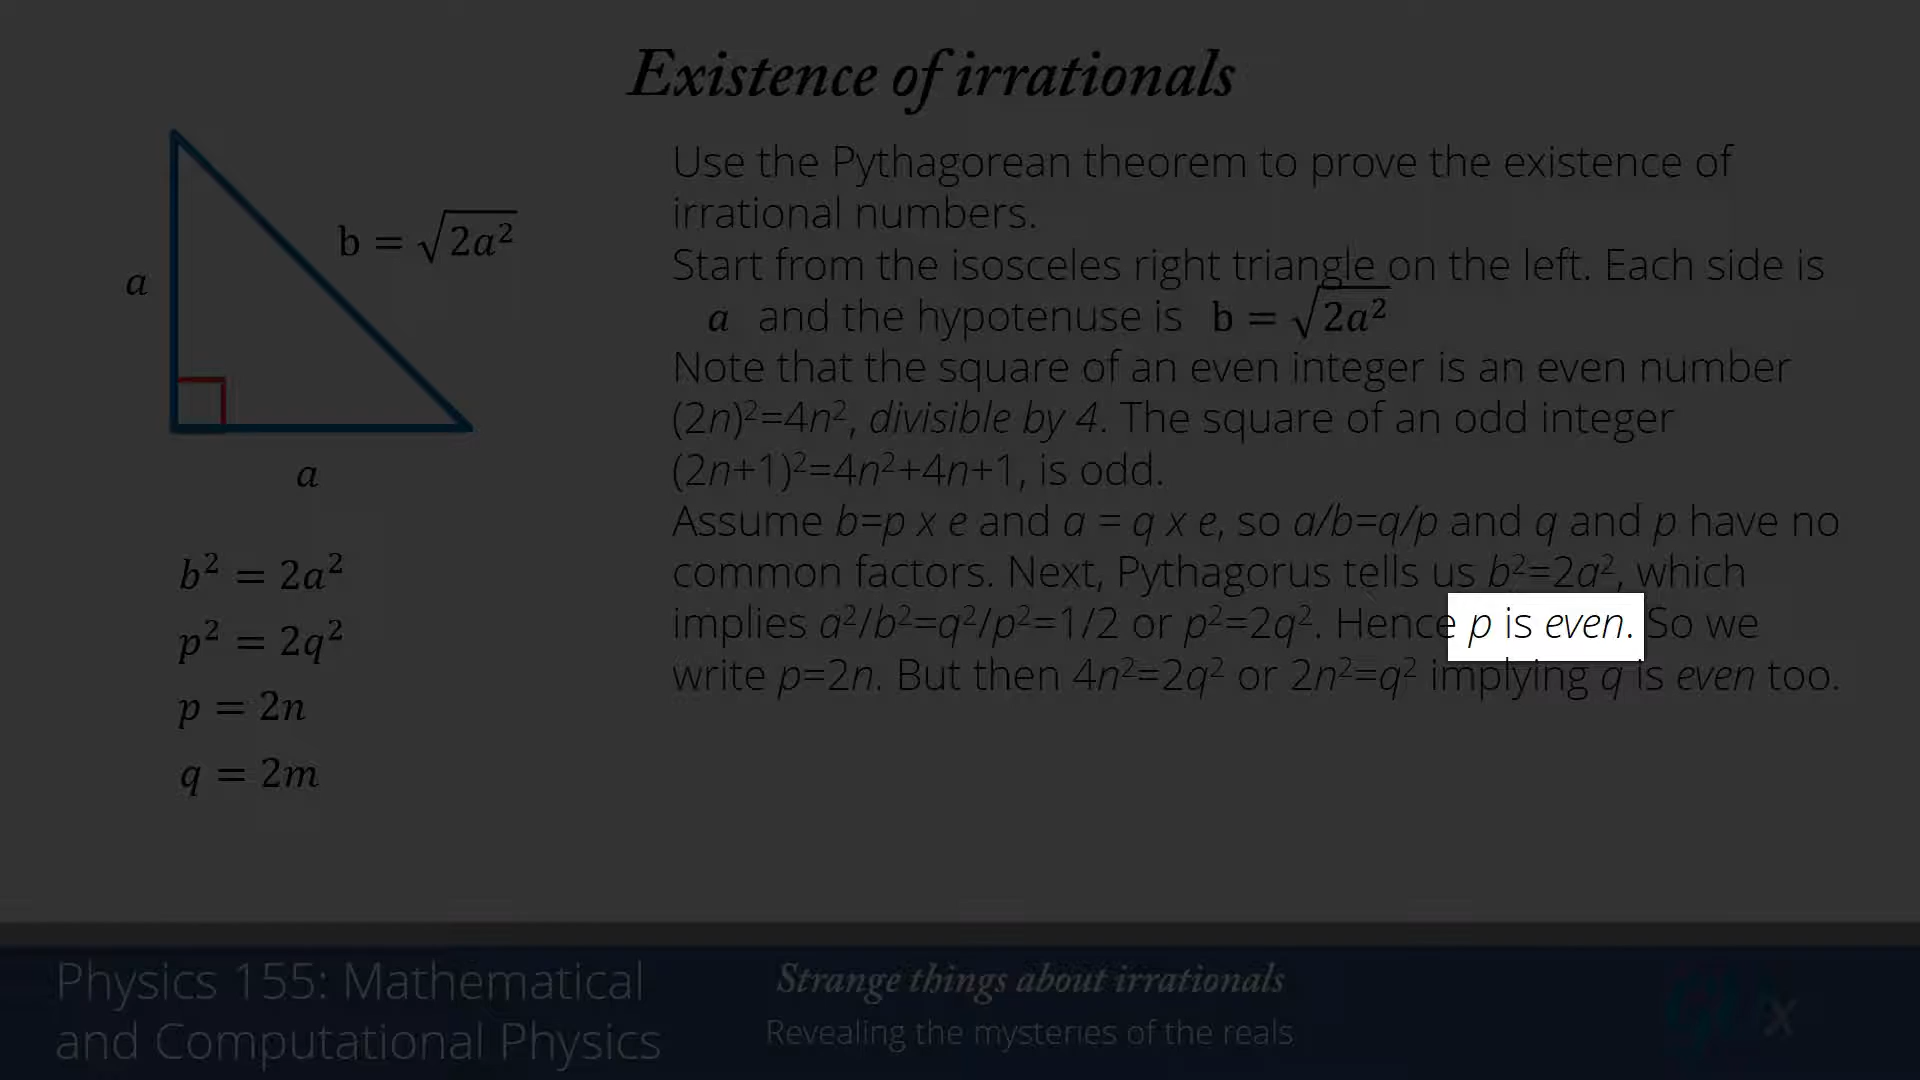 Existence of irrationals
a
b = √2a²
a
b² = 2a²
p² = 2q²
p = 2n
q = 2m
Use the Pythagorean theorem to prove the existence of
irrational numbers.
Start from the isosceles right triangle on the left. Each side is
a and the hypotenuse is b = √2a²
Note that the square of an even integer is an even number
(2n)²=4n², divisible by 4. The square of an odd integer
(2n+1)²=4n²+4n+1, is odd.
Assume b=p x e and a = q x e, so a/b=q/p and q and p have no
common factors. Next, Pythagorus tells us b²=2a², which
implies a²/b²=q²/p²=1/2 or p²=2q². Hence p is even. So we
write p=2n. But then 4n²=2q² or 2n²=q² implying q is even too.
Physics 155: Mathematical
and Computational Physics
Strange things about irrationals
Revealing the mysteries of the reals